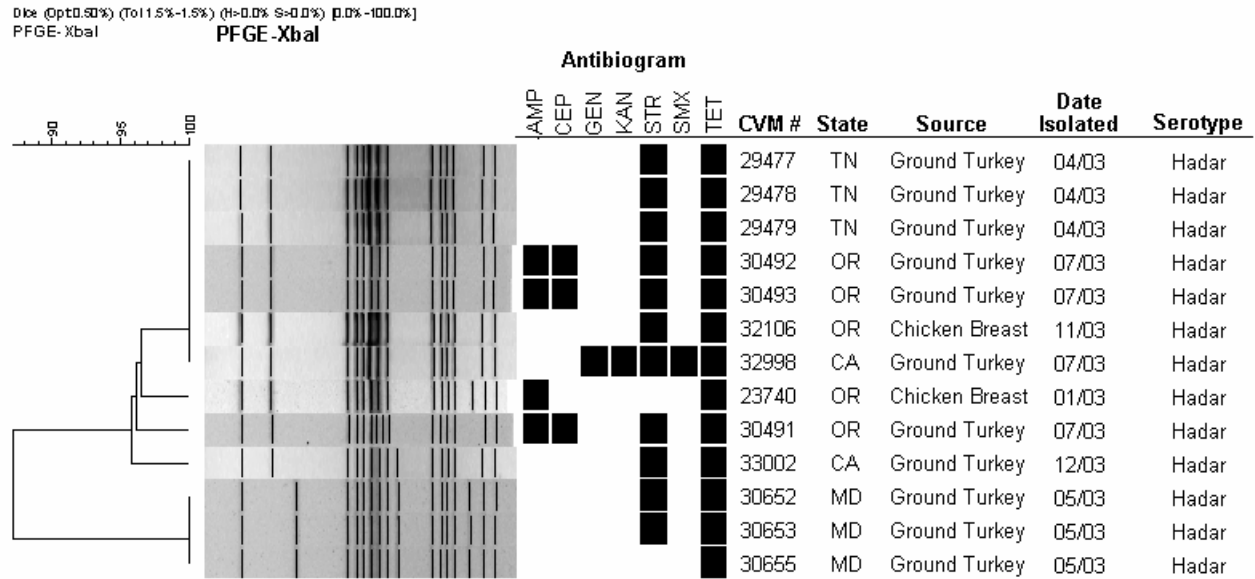 Dice (Opt:0.50%) (Tol 1.5%-1.5%) (H>0.0% S>0.0%) [0.0%-100.0%]
PFGE-XbaI PFGE-XbaI
Antibiogram
90 95 100 AMP CEP GEN KAN STR SMX TET CVM # State Source Date Isolated Serotype
29477 TN Ground Turkey 04/03 Hadar
29478 TN Ground Turkey 04/03 Hadar
29479 TN Ground Turkey 04/03 Hadar
30492 OR Ground Turkey 07/03 Hadar
30493 OR Ground Turkey 07/03 Hadar
32106 OR Chicken Breast 11/03 Hadar
32998 CA Ground Turkey 07/03 Hadar
23740 OR Chicken Breast 01/03 Hadar
30491 OR Ground Turkey 07/03 Hadar
33002 CA Ground Turkey 12/03 Hadar
30652 MD Ground Turkey 05/03 Hadar
30653 MD Ground Turkey 05/03 Hadar
30655 MD Ground Turkey 05/03 Hadar